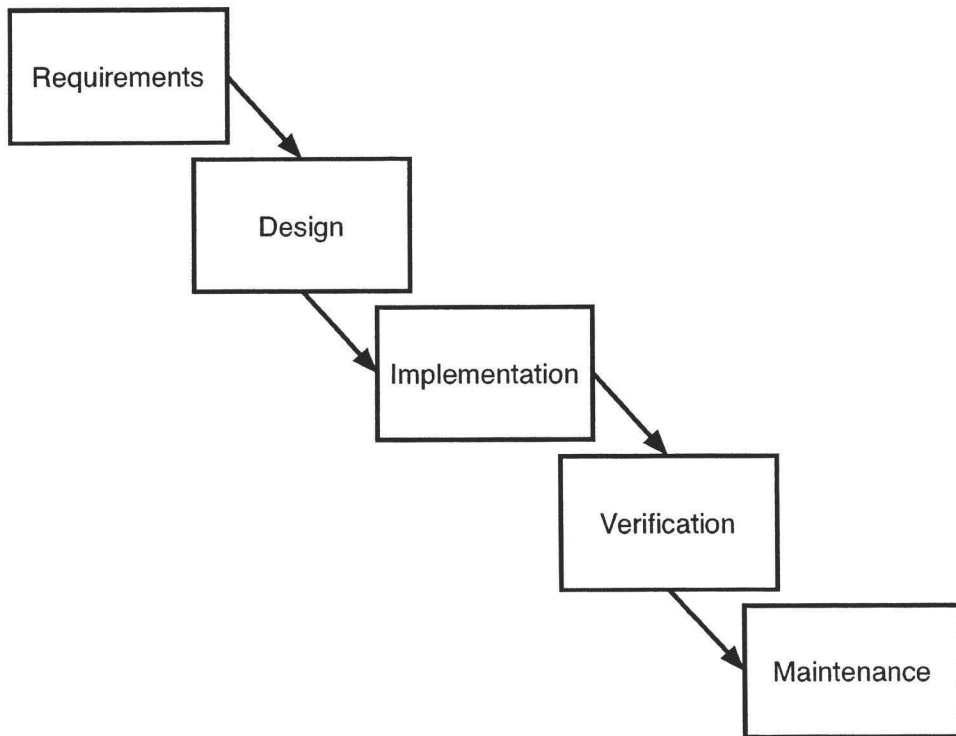 Requirements
Design
Implementation
Verification
Maintenance